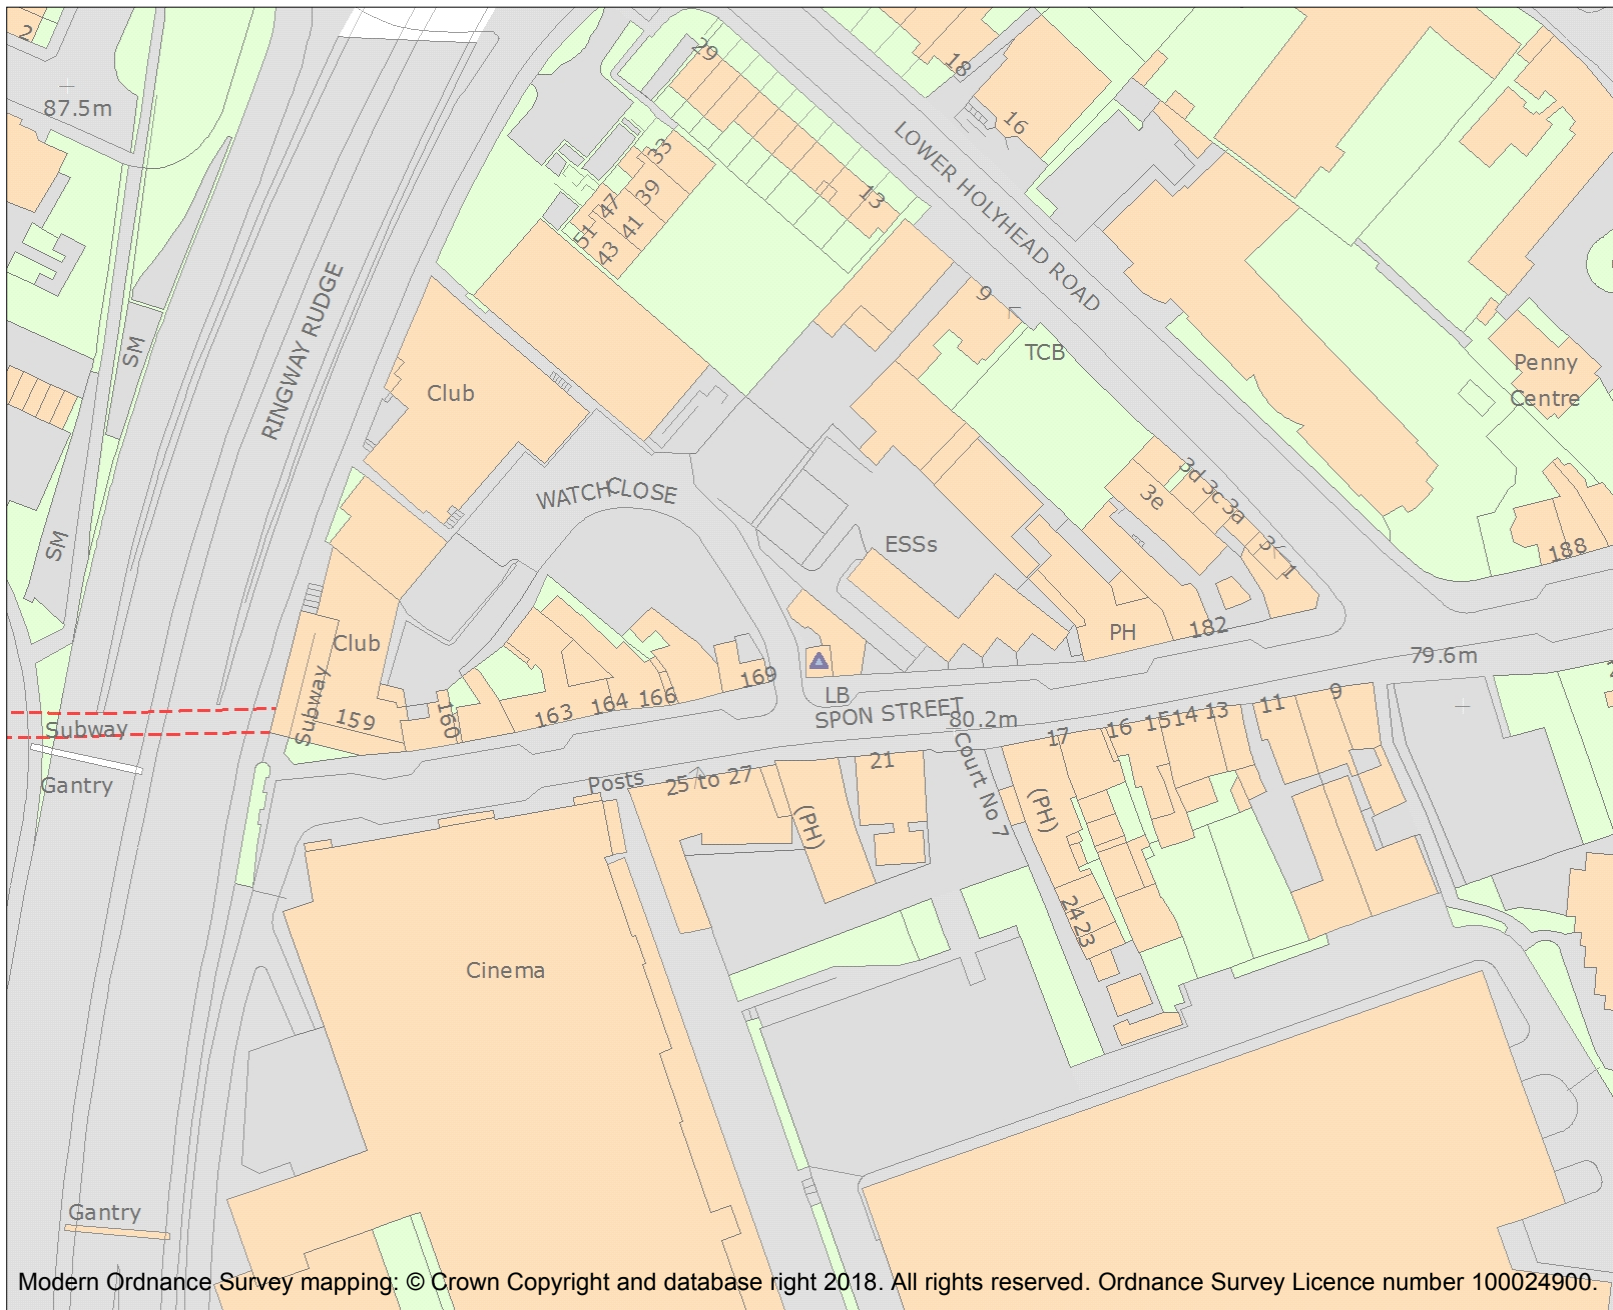 2
87.5m
29
18
16
LOWER HOLYHEAD ROAD
33
39
47
41
51
43
13
RINGWAY RUDGE
SM
9
TCB
Penny
Centre
Club
WATCH CLOSE
3d
3c
3a
3e
SM
ESSs
3
1
188
Club
PH
182
79.6m
Subway
159
160
163
164
166
169
LB
SPON STREET
80.2m
17
16
15
14
13
11
9
Subway
Gantry
Posts
25 to 27
21
(PH)
Court No 7
(PH)
24
23
Cinema
Gantry
Modern Ordnance Survey mapping: © Crown Copyright and database right 2018. All rights reserved. Ordnance Survey Licence number 100024900.